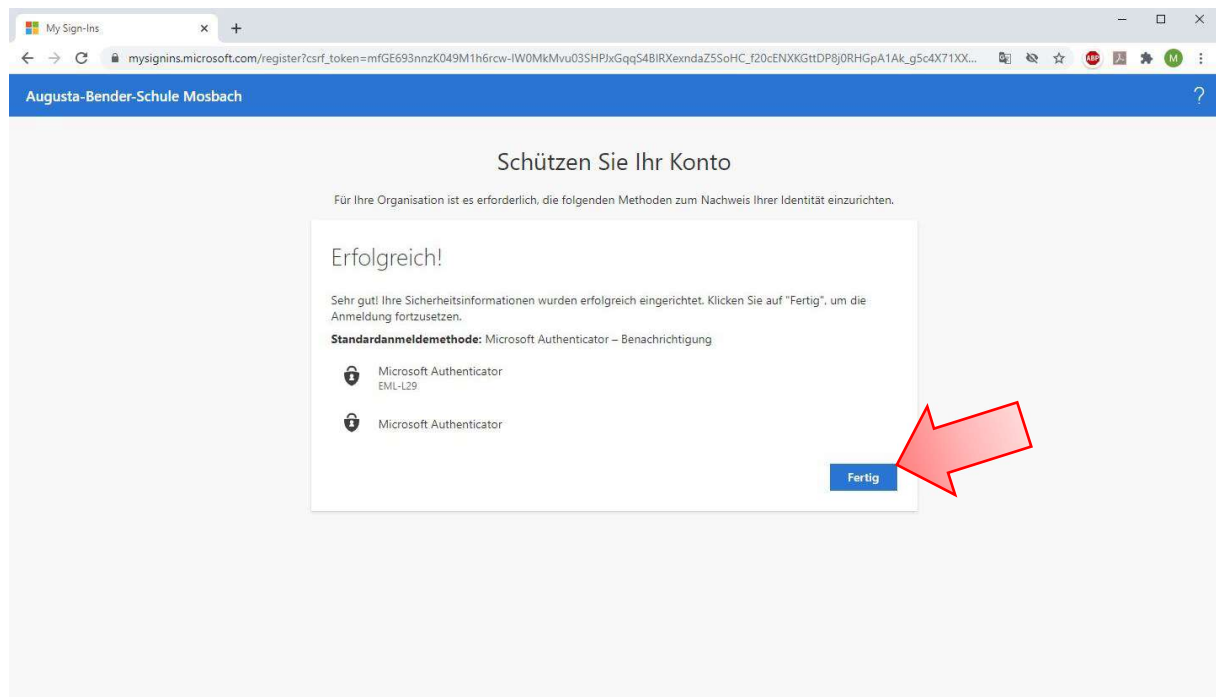 My Sign-Ins
mysignins.microsoft.com/register?csrf_token=mfGE693nnzK049M1h6rcw-IW0MkMvu03SHPJxGqqS4BIRXexndaZ5SoHC_f20cENXKGttDP8j0RHGpA1Ak_g5c4X71XX...
ABP
M
Augusta-Bender-Schule Mosbach
?
Schützen Sie Ihr Konto
Für Ihre Organisation ist es erforderlich, die folgenden Methoden zum Nachweis Ihrer Identität einzurichten.
Erfolgreich!
Sehr gut! Ihre Sicherheitsinformationen wurden erfolgreich eingerichtet. Klicken Sie auf "Fertig", um die
Anmeldung fortzusetzen.
Standardanmeldemethode: Microsoft Authenticator – Benachrichtigung
Microsoft Authenticator
EML-L29
Microsoft Authenticator
Fertig